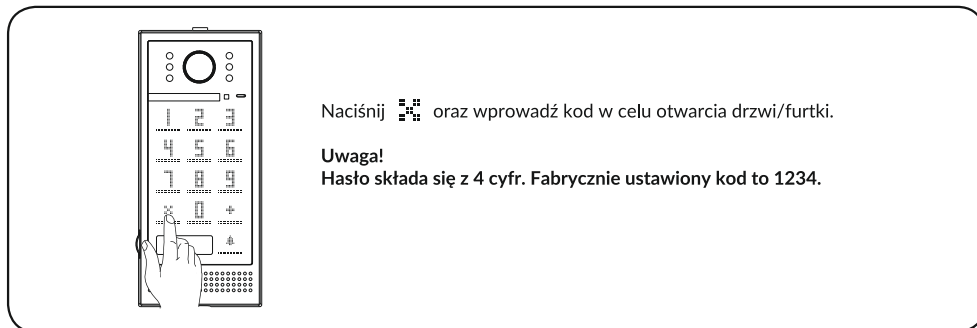 1 2 3
4 5 6
7 8 9
0 +
Naciśnij oraz wprowadź kod w celu otwarcia drzwi/furtki.
Uwaga!
Hasło składa się z 4 cyfr. Fabrycznie ustawiony kod to 1234.